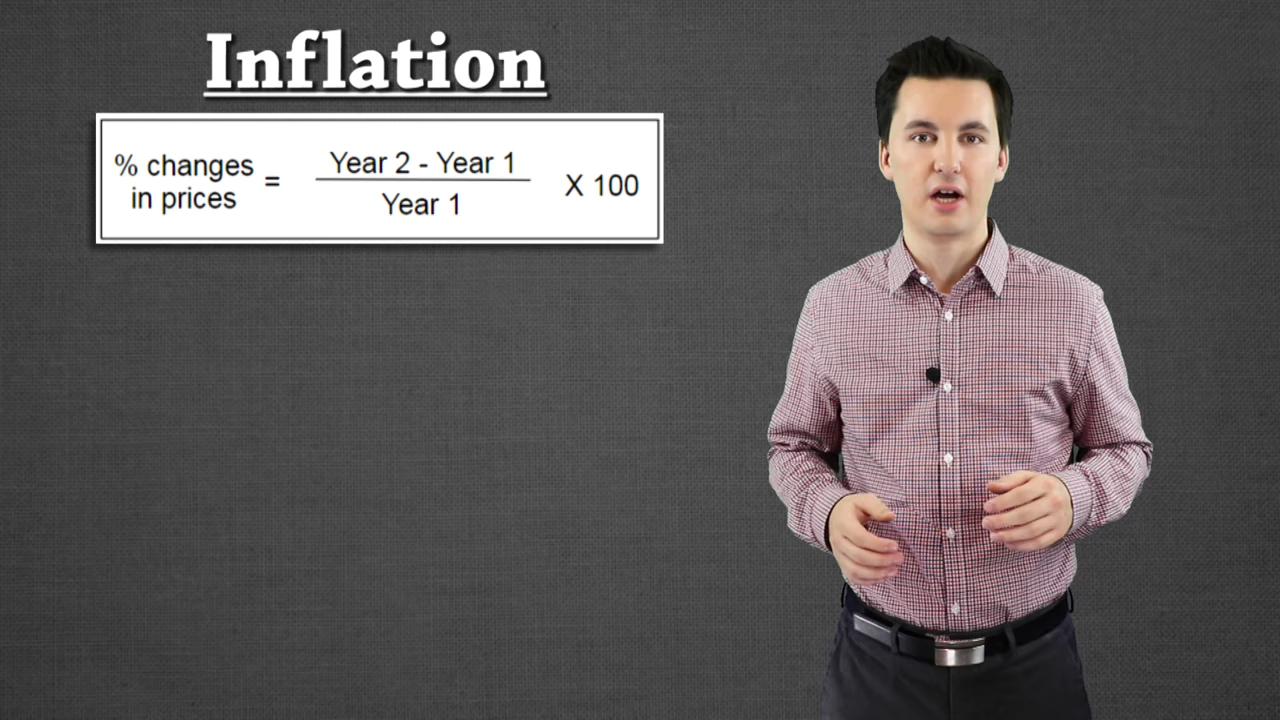 Inflation
% changes
in prices
=
Year 2 - Year 1
Year 1
X 100